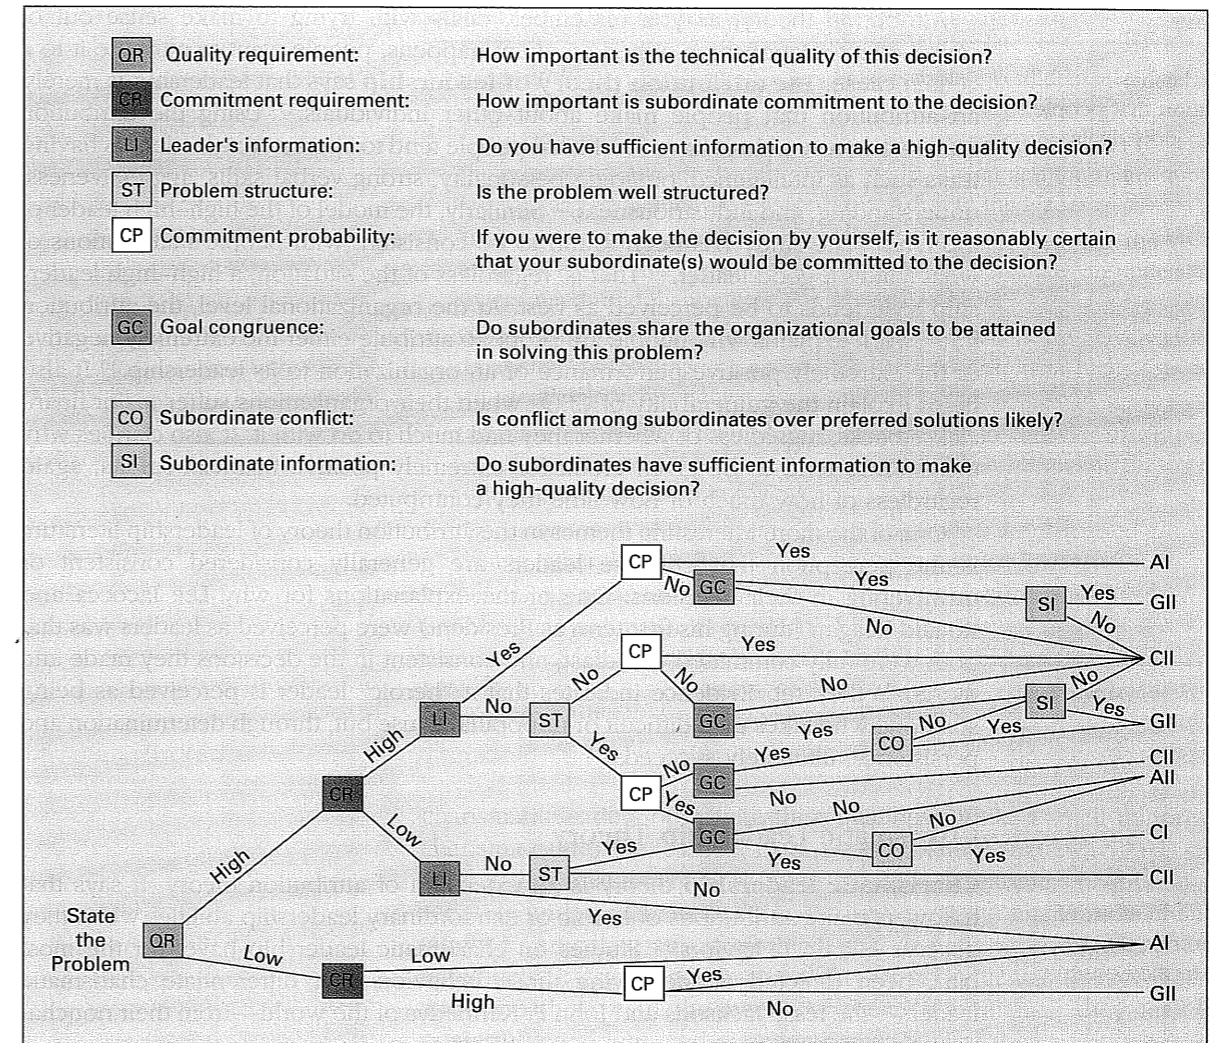 QR Quality requirement: How important is the technical quality of this decision?
CR Commitment requirement: How important is subordinate commitment to the decision?
LI Leader's information: Do you have sufficient information to make a high-quality decision?
ST Problem structure: Is the problem well structured?
CP Commitment probability: If you were to make the decision by yourself, is it reasonably certain
that your subordinate(s) would be committed to the decision?
GC Goal congruence: Do subordinates share the organizational goals to be attained
in solving this problem?
CO Subordinate conflict: Is conflict among subordinates over preferred solutions likely?
SI Subordinate information: Do subordinates have sufficient information to make
a high-quality decision?
CP Yes AI
No GC Yes SI Yes GII
No No
Yes CP Yes CII
No No No No
LI No ST GC SI Yes GII
High Yes Yes CO No Yes
No GC Yes CII
CR CP No AII
Yes No
Low GC No CI
Yes CO Yes
LI No ST Yes CII
High No
Yes
State
the
Problem
QR AI
Low Low
CR CP Yes
High No GII